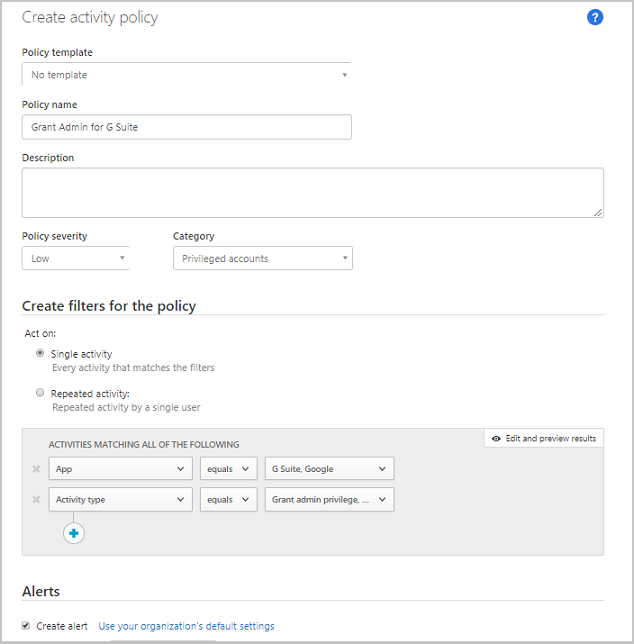 Create activity policy
?
Policy template
No template
Policy name
Grant Admin for G Suite
Description
Policy severity
Category
Low
Privileged accounts
Create filters for the policy
Act on:
Single activity
Every activity that matches the filters
Repeated activity:
Repeated activity by a single user
ACTIVITIES MATCHING ALL OF THE FOLLOWING
Edit and preview results
App
equals
G Suite, Google
Activity type
equals
Grant admin privilege, ...
Alerts
Create alert
Use your organization's default settings